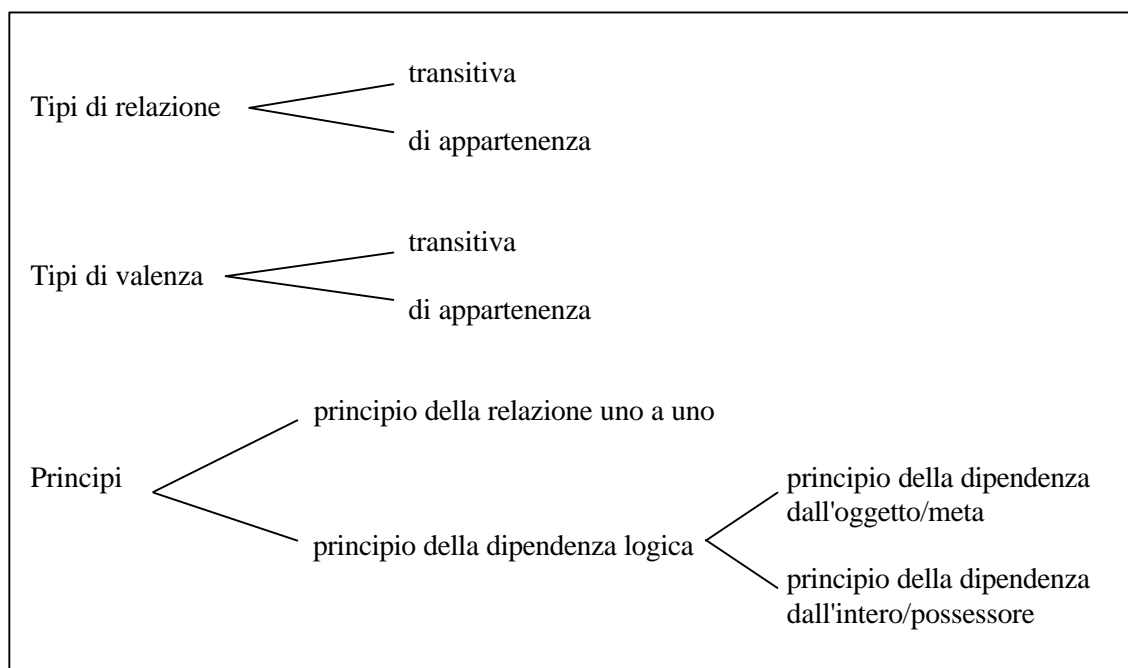 transitiva
Tipi di relazione
di appartenenza
transitiva
Tipi di valenza
di appartenenza
principio della relazione uno a uno
Principi
principio della dipendenza
dall'oggetto/meta
principio della dipendenza logica
principio della dipendenza
dall'intero/possessore